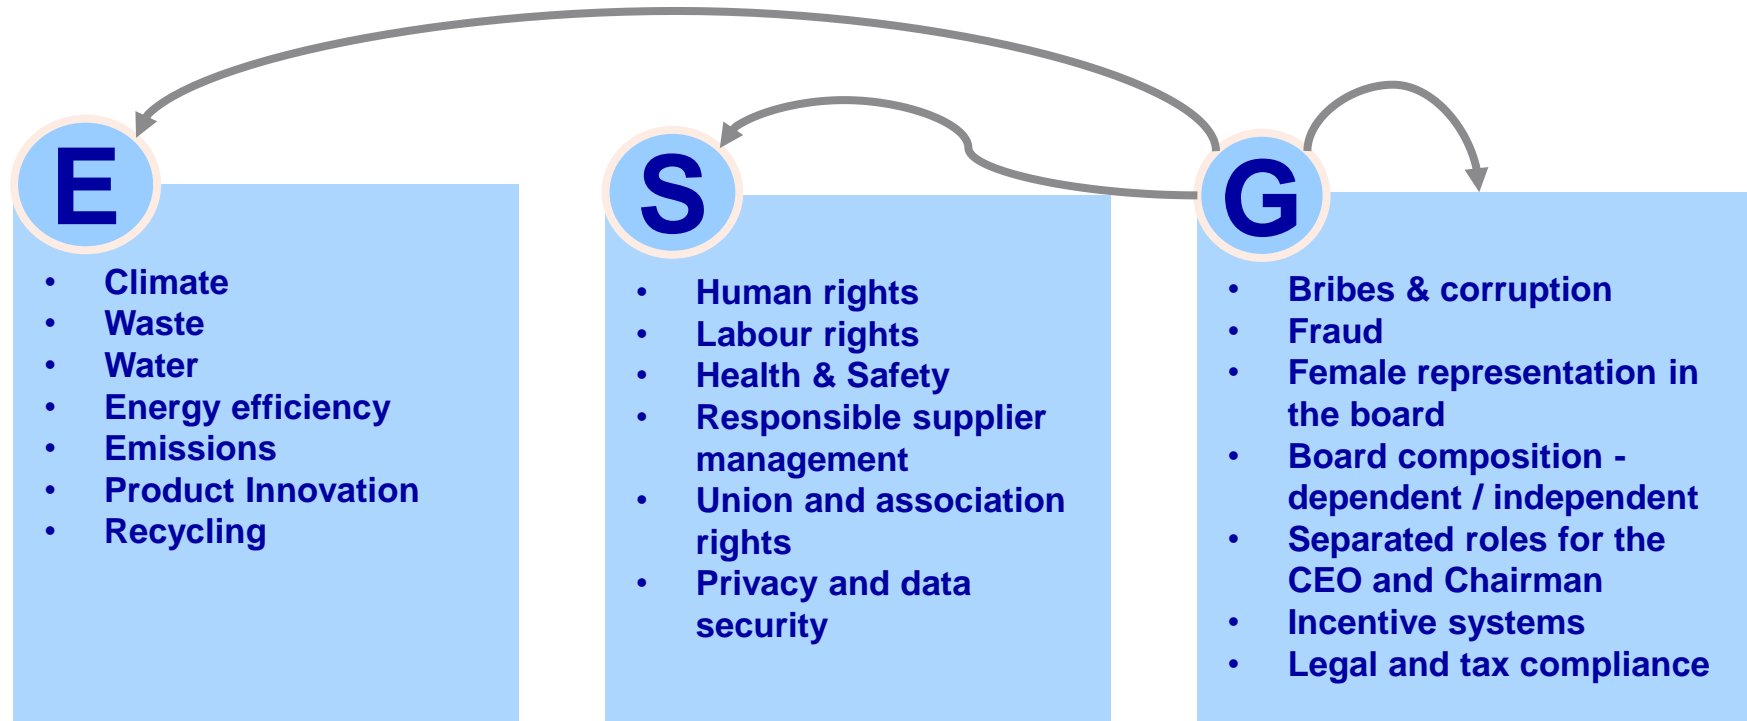 E
• Climate
• Waste
• Water
• Energy efficiency
• Emissions
• Product Innovation
• Recycling
S
• Human rights
• Labour rights
• Health & Safety
• Responsible supplier
management
• Union and association
rights
• Privacy and data
security
G
• Bribes & corruption
• Fraud
• Female representation in
the board
• Board composition -
dependent / independent
• Separated roles for the
CEO and Chairman
• Incentive systems
• Legal and tax compliance